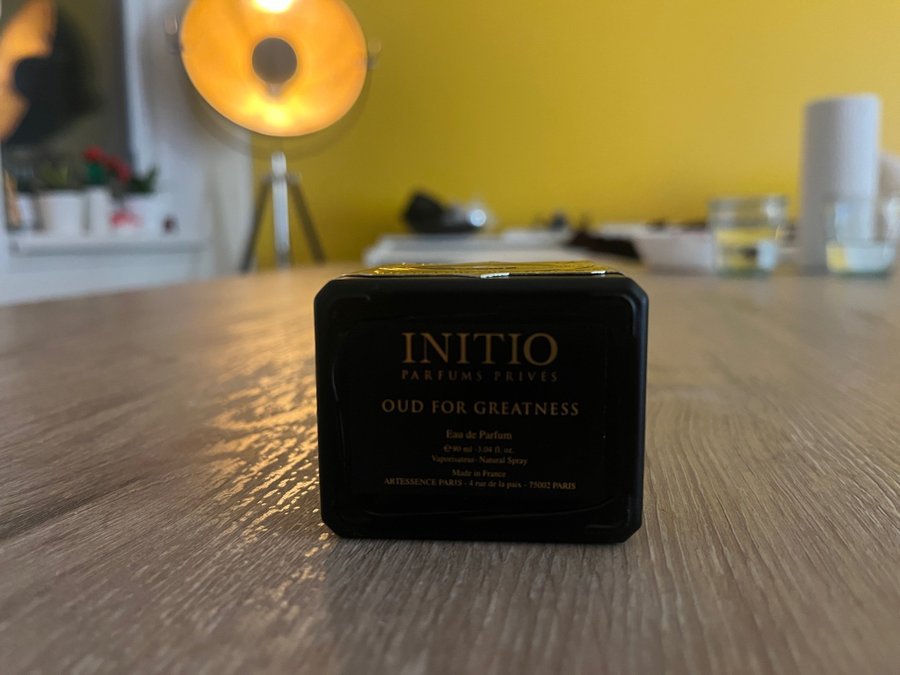 INITIO
PARFUMS PRIVÉS
OUD FOR GREATNESS
Eau de Parfum
℮90 ml -3.04 fl. oz.
Vaporisateur- Natural Spray
Made in France
ARTESSENCE PARIS - 4 rue de la paix - 75002 PARIS